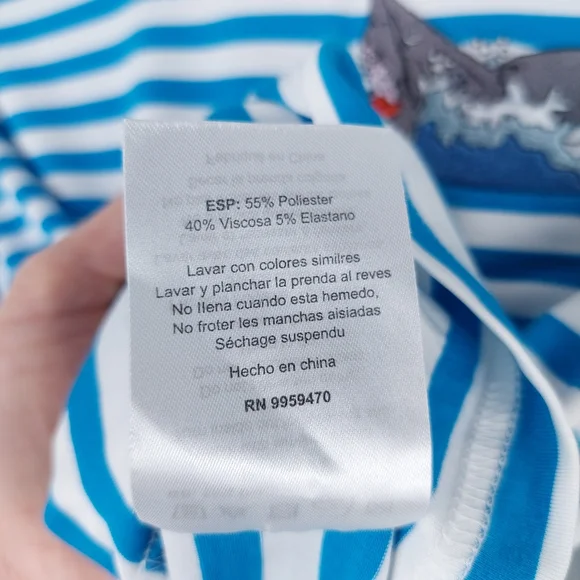 ESP: 55% Poliester
40% Viscosa 5% Elastano
Lavar con colores similres
Lavar y planchar la prenda al reves
No llena cuando esta hemedo,
No froter les manchas aisiadas
Séchage suspendu
Hecho en china
RN 9959470